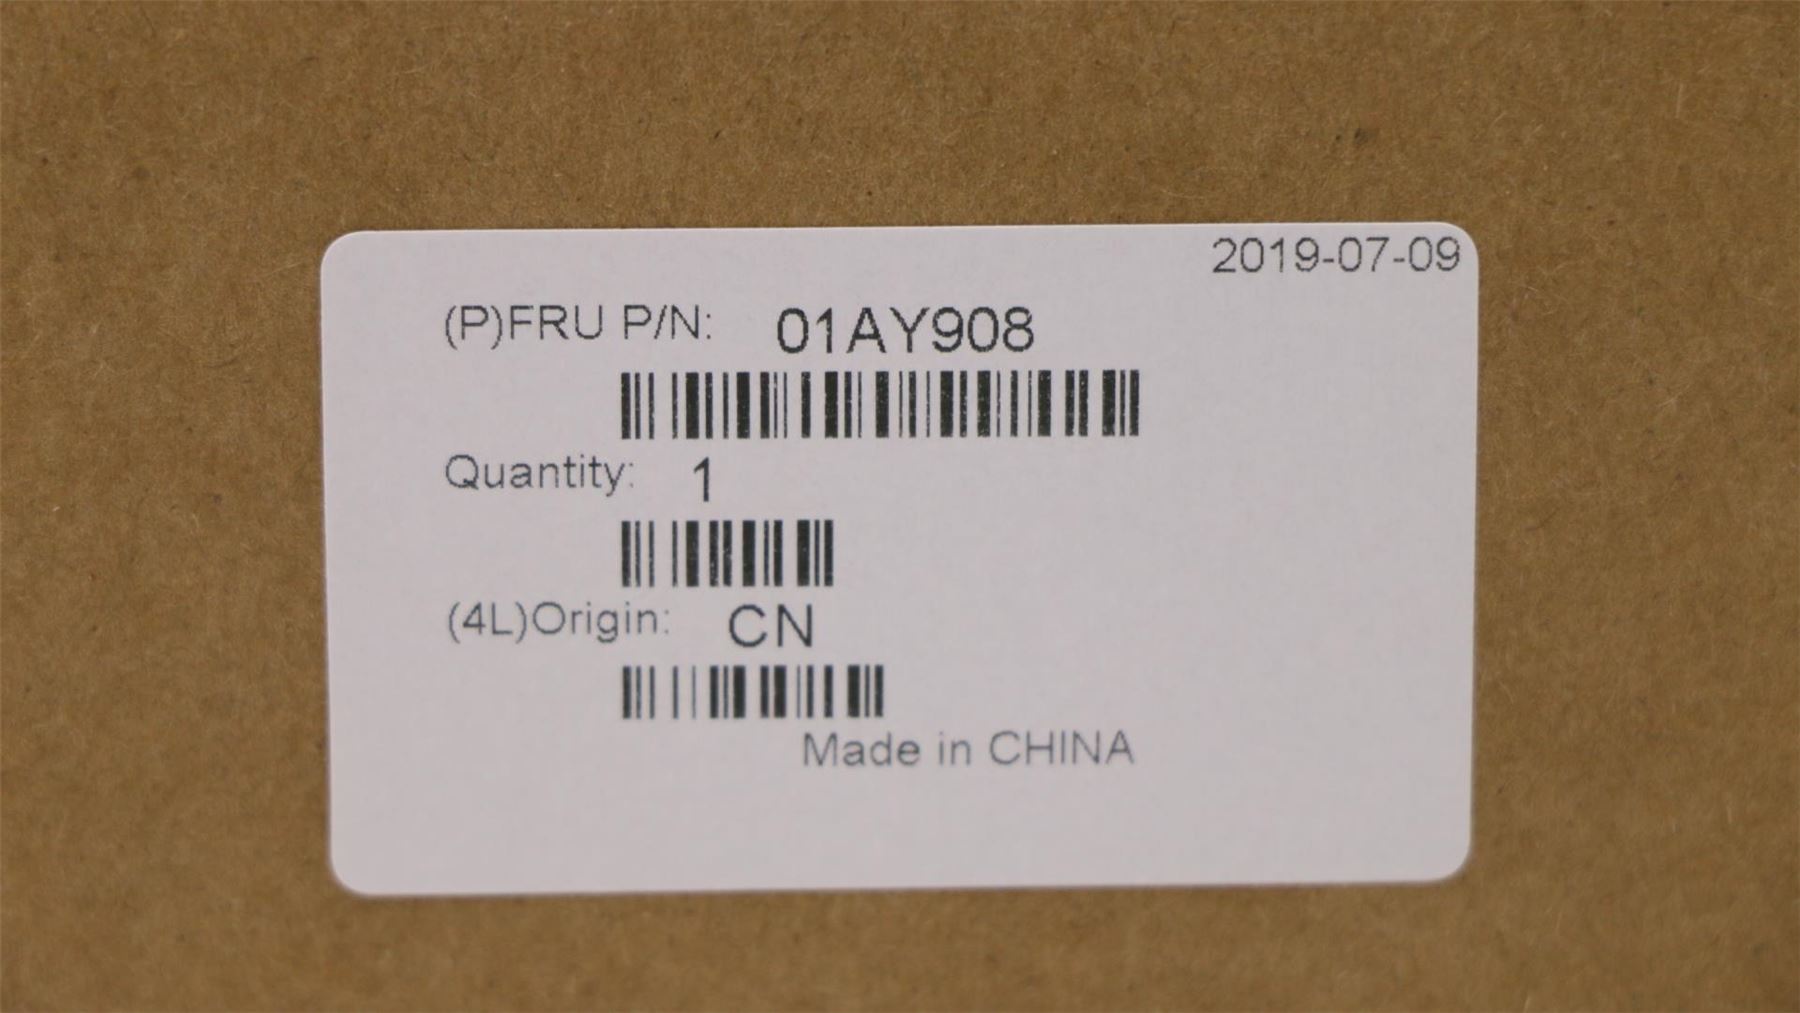 2019-07-09
(P)FRU P/N: 01AY908
Quantity: 1
(4L)Origin: CN
Made in CHINA